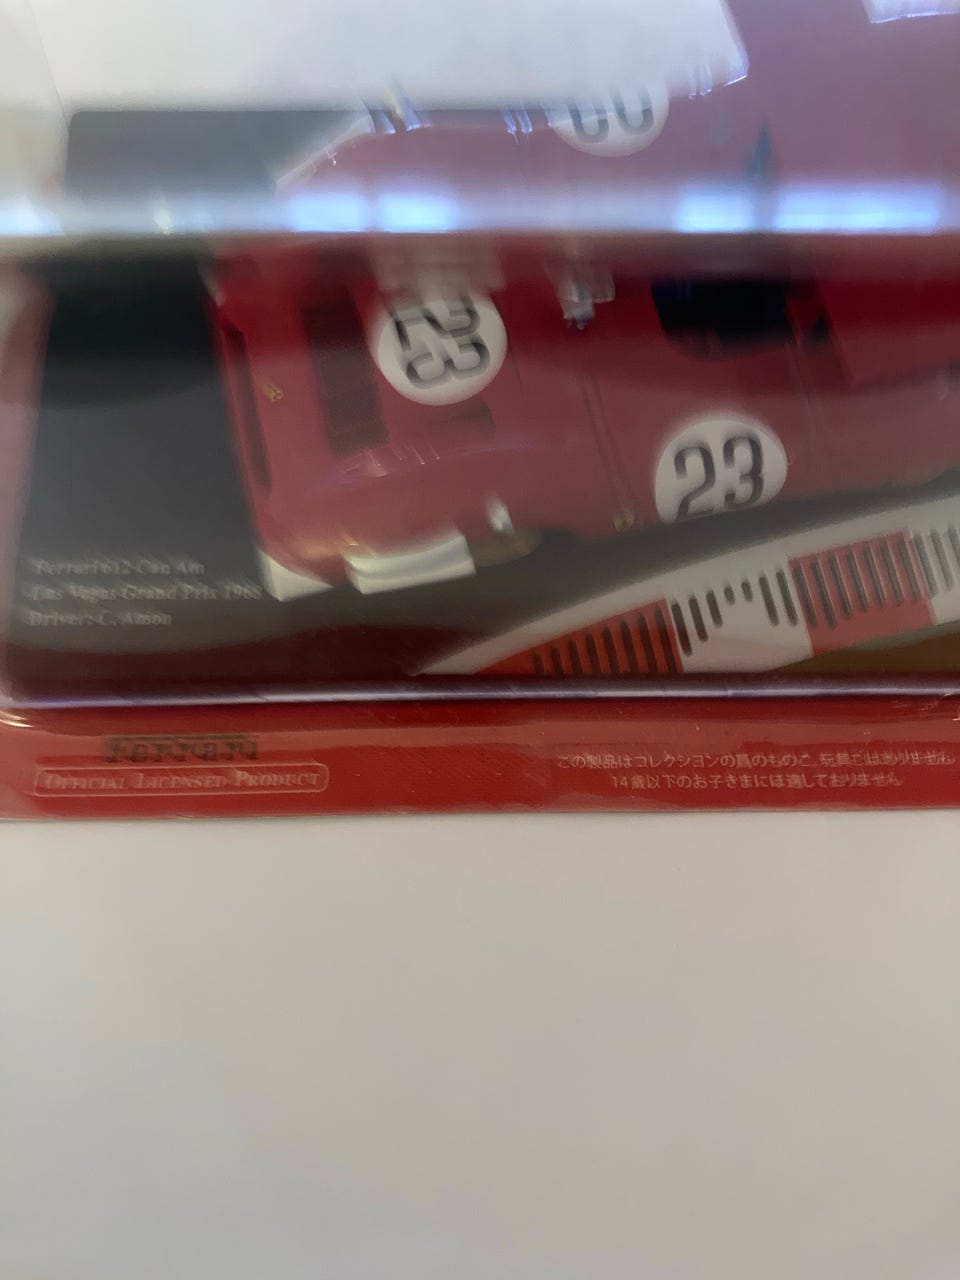 23
23
Ferrari 612 Can Am
Las Vegas Grand Prix 1968
Driver: C. Amon
Ferrari
OFFICIAL LICENSED PRODUCT
この製品はコレクションの為のもので、玩具ではありません。
14歳以下のお子さまには適しておりません。